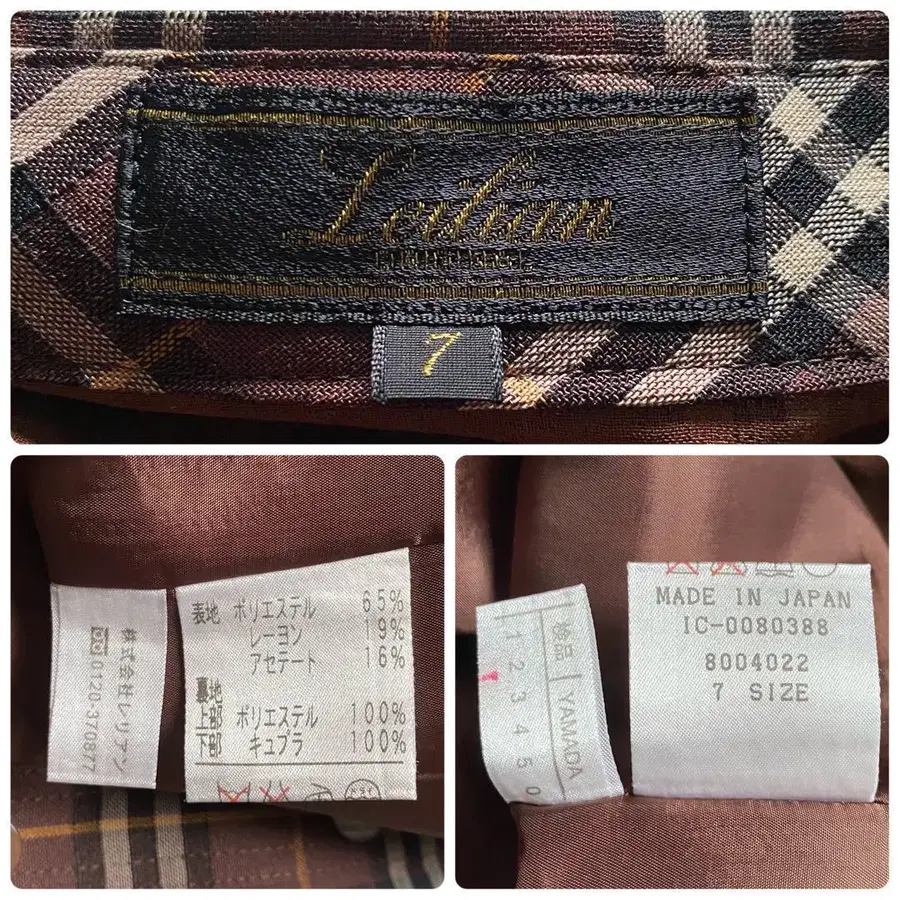 Leilian
7
株式会社レリアン
0120-370877
表地 ポリエステル 65%
レーヨン 19%
アセテート 16%
裏地
上部 ポリエステル 100%
下部 キュプラ 100%
検品 YAMADA
1 2 3 4 5 0
MADE IN JAPAN
IC-0080388
8004022
7 SIZE